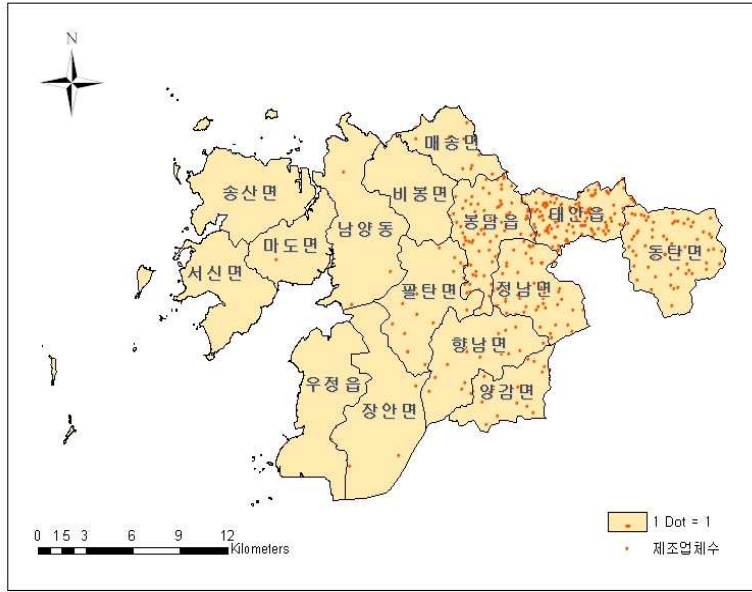 N
매송면
송산면
비봉면
태안읍
봉담읍
남양동
마도면
동탄면
서신면
팔탄면
정남면
향남면
우정읍
양감면
장안면
1 Dot = 1
제조업체수
0 1.5 3 6 9 12
Kilometers